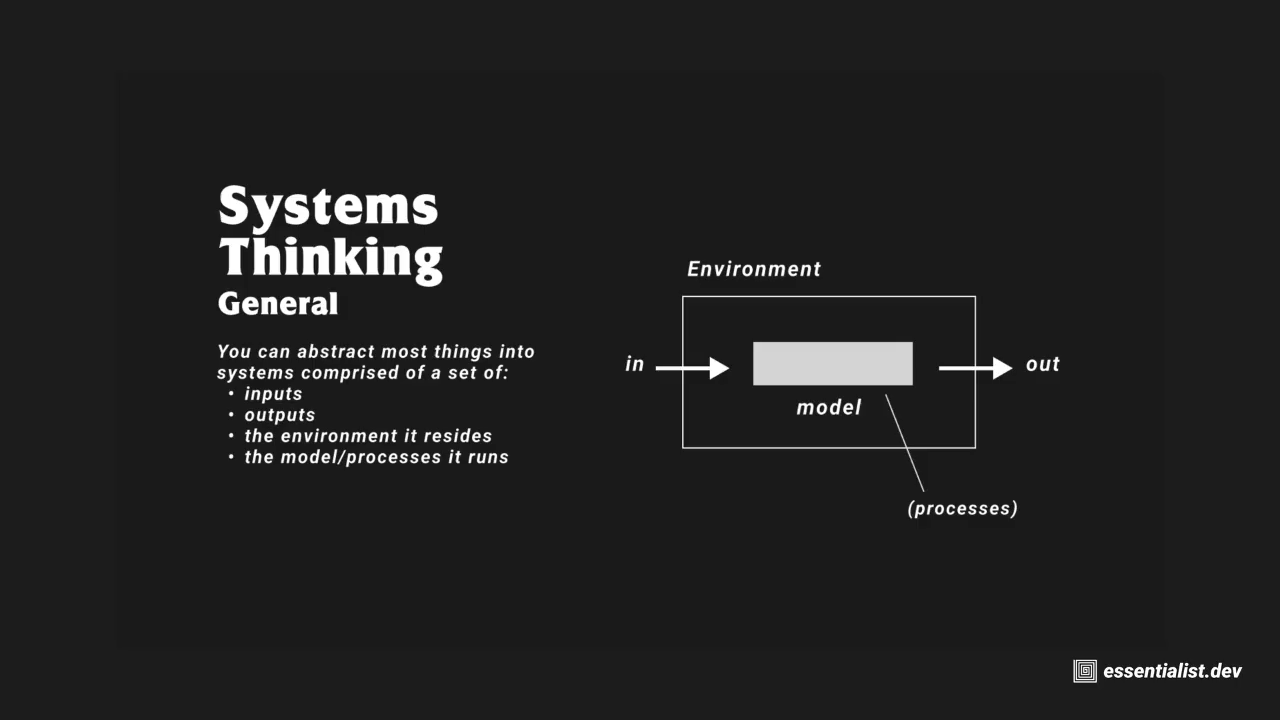 Systems
Thinking
General
You can abstract most things into
systems comprised of a set of:
• inputs
• outputs
• the environment it resides
• the model/processes it runs
Environment
in
out
model
(processes)
essentialist.dev